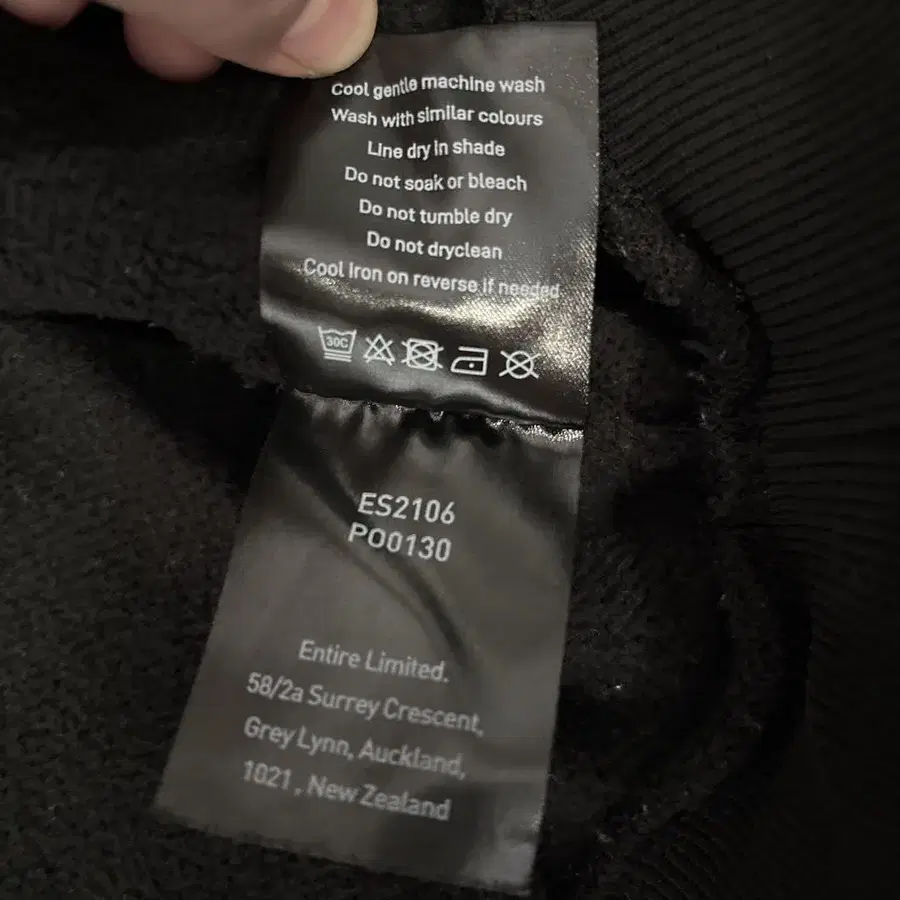 Cool gentle machine wash
Wash with similar colours
Line dry in shade
Do not soak or bleach
Do not tumble dry
Do not dryclean
Cool Iron on reverse if needed
30C
ES2106
PO0130
Entire Limited.
58/2a Surrey Crescent,
Grey Lynn, Auckland,
1021, New Zealand